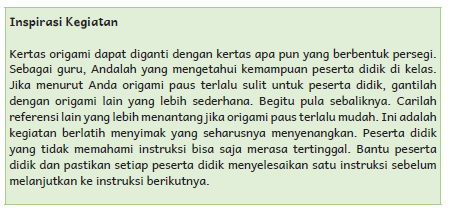 Inspirasi Kegiatan
Kertas origami dapat diganti dengan kertas apa pun yang berbentuk persegi.
Sebagai guru, Andalah yang mengetahui kemampuan peserta didik di kelas.
Jika menurut Anda origami paus terlalu sulit untuk peserta didik, gantilah
dengan origami lain yang lebih sederhana. Begitu pula sebaliknya. Carilah
referensi lain yang lebih menantang jika origami paus terlalu mudah. Ini adalah
kegiatan berlatih menyimak yang seharusnya menyenangkan. Peserta didik
yang tidak memahami instruksi bisa saja merasa tertinggal. Bantu peserta
didik dan pastikan setiap peserta didik menyelesaikan satu instruksi sebelum
melanjutkan ke instruksi berikutnya.